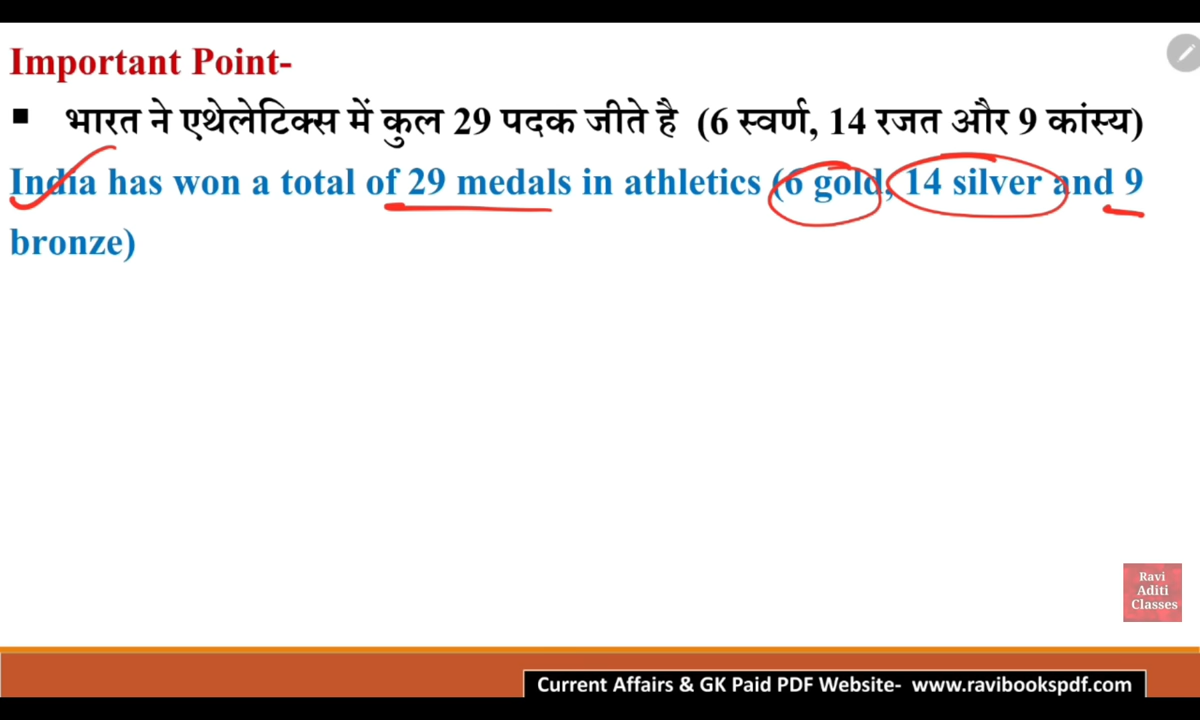 Important Point-
▪ भारत ने एथेलेटिक्स में कुल 29 पदक जीते है (6 स्वर्ण, 14 रजत और 9 कांस्य)
India has won a total of 29 medals in athletics (6 gold, 14 silver and 9
bronze)
Ravi
Aditi
Classes
Current Affairs & GK Paid PDF Website- www.ravibookspdf.com